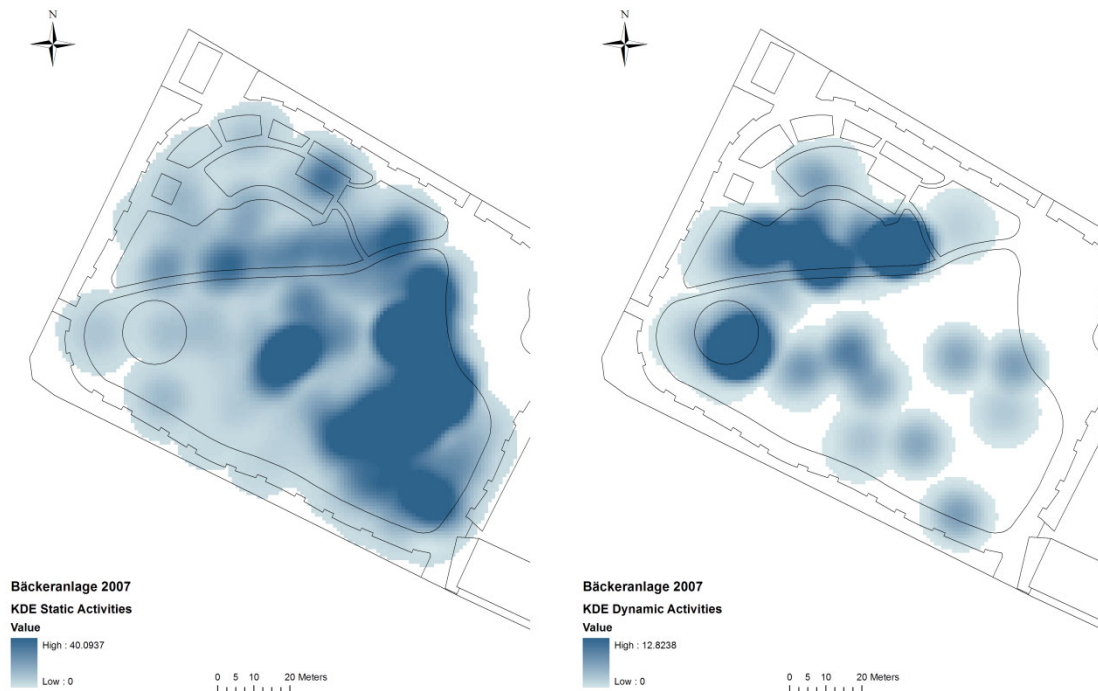 N
Bäckeranlage 2007
KDE Static Activities
Value
High : 40.0937
Low : 0
0 5 10 20 Meters
N
Bäckeranlage 2007
KDE Dynamic Activities
Value
High : 12.8238
Low : 0
0 5 10 20 Meters